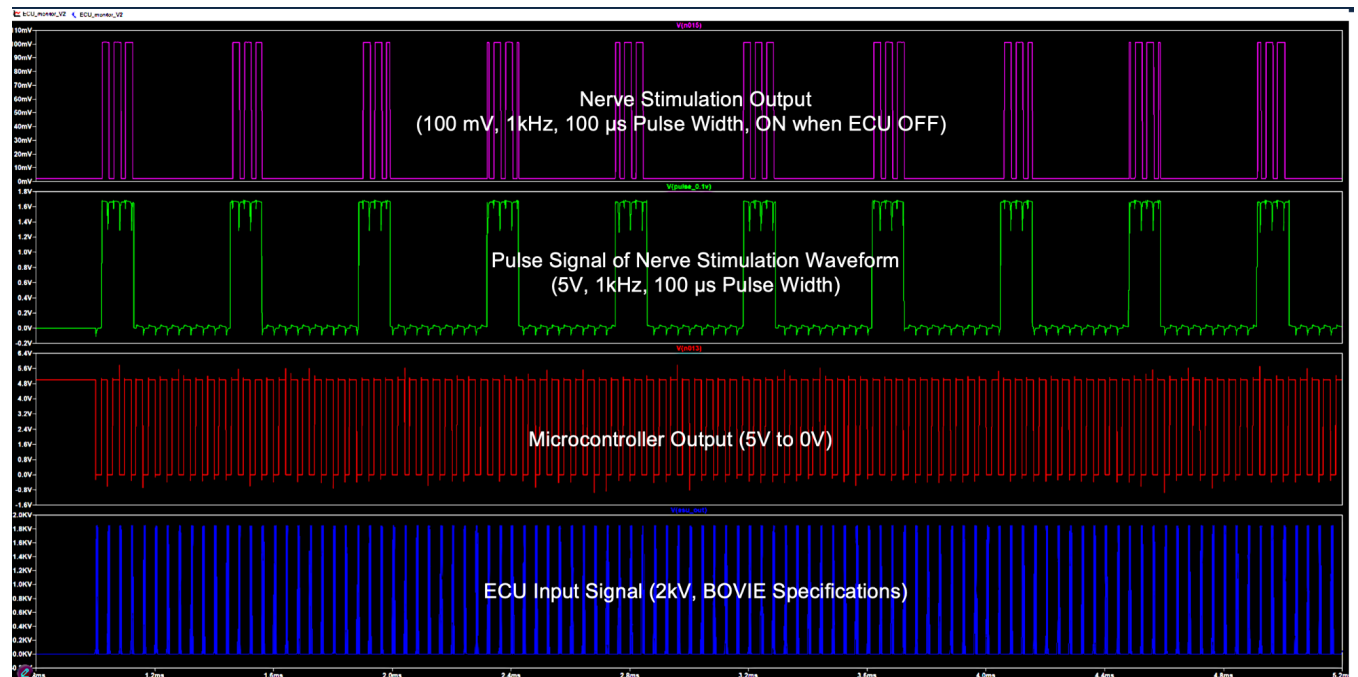 ECU_monitor_V2 ECU_monitor_V2
V(n016)
110mV
100mV
90mV
80mV
70mV
60mV
50mV
40mV
30mV
20mV
10mV
0mV
Nerve Stimulation Output
(100 mV, 1kHz, 100 µs Pulse Width, ON when ECU OFF)
V(pulse_0.1v)
1.8V
1.6V
1.4V
1.2V
1.0V
0.8V
0.6V
0.4V
0.2V
0.0V
-0.2V
Pulse Signal of Nerve Stimulation Waveform
(5V, 1kHz, 100 µs Pulse Width)
V(n013)
6.4V
5.6V
4.8V
4.0V
3.2V
2.4V
1.6V
0.8V
0.0V
-0.8V
-1.6V
Microcontroller Output (5V to 0V)
2.0KV
1.8KV
1.6KV
1.4KV
1.2KV
1.0KV
0.8KV
0.6KV
0.4KV
0.2KV
0.0KV
ECU Input Signal (2kV, BOVIE Specifications)
1.2ms 1.6ms 2.0ms 2.4ms 2.8ms 3.2ms 3.6ms 4.0ms 4.4ms 4.8ms 5.2ms